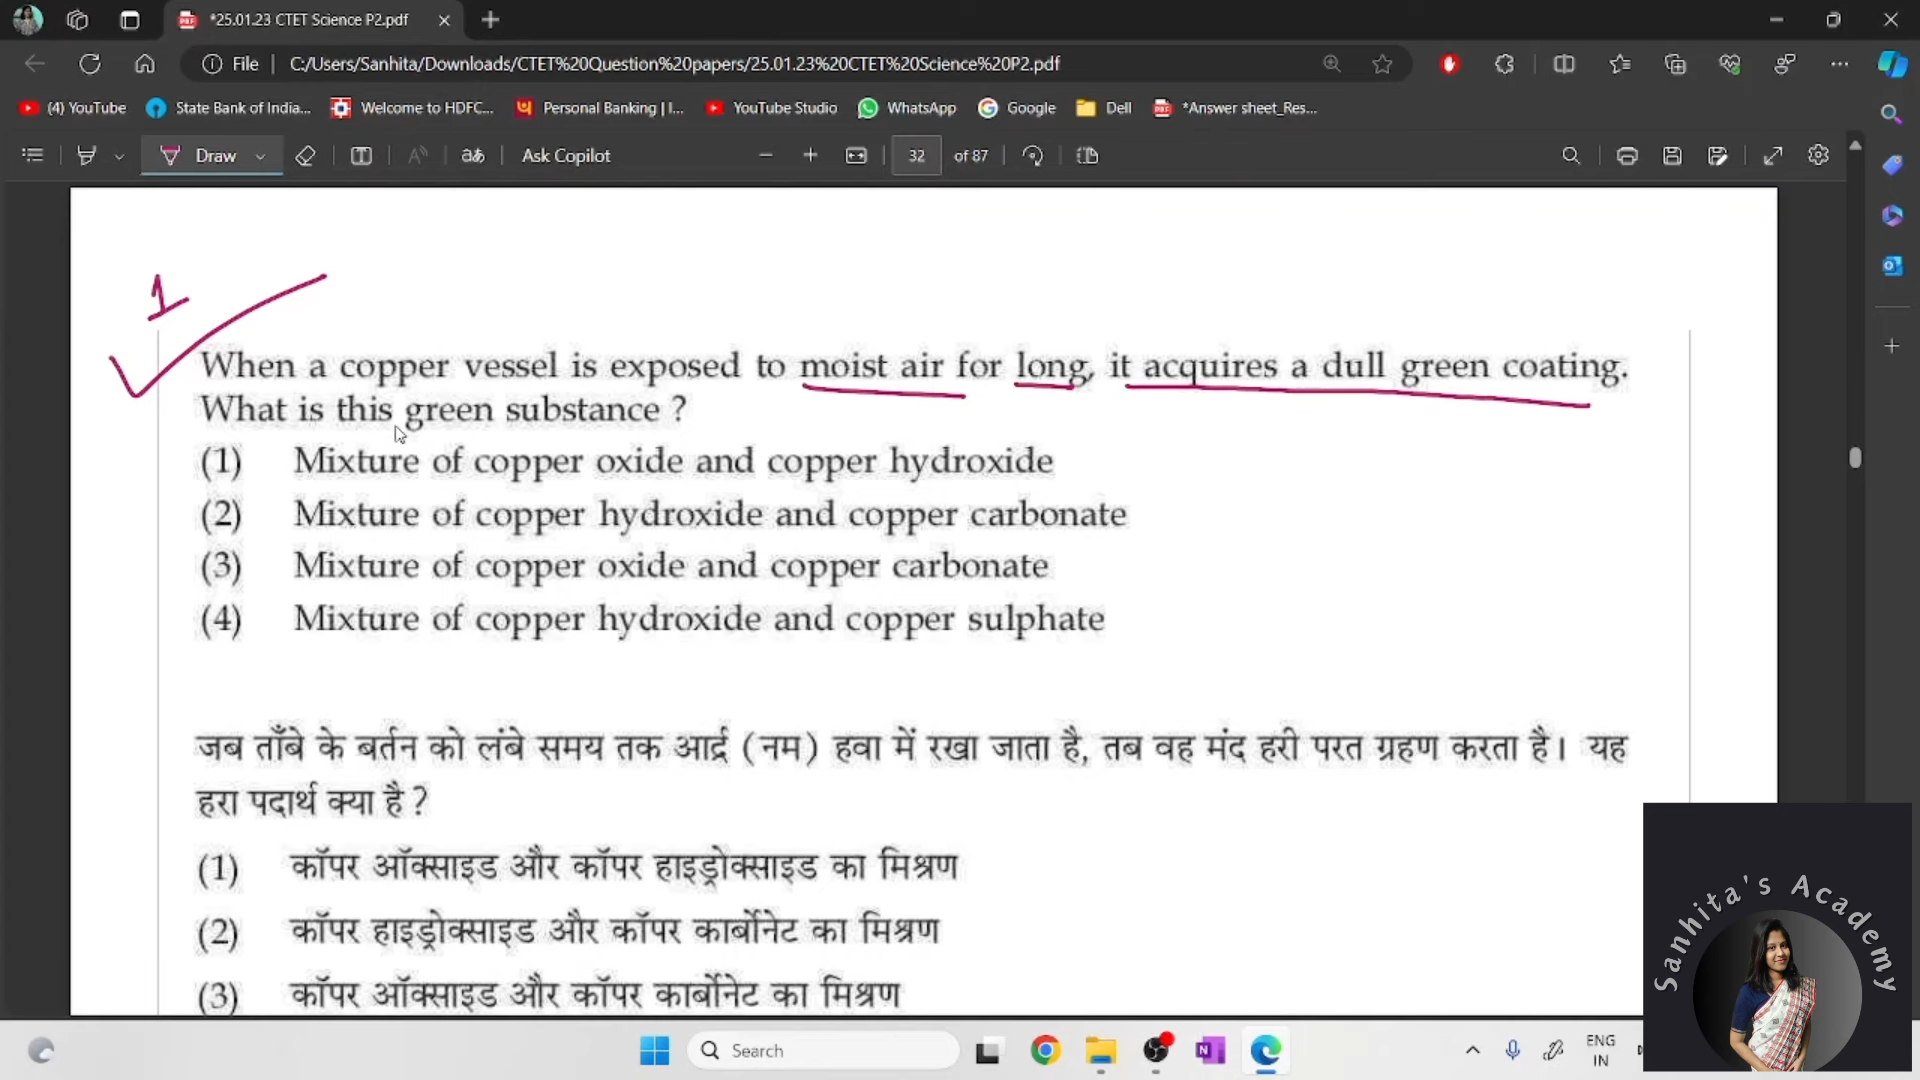 *25.01.23 CTET Science P2.pdf
File
C:/Users/Sanhita/Downloads/CTET%20Question%20papers/25.01.23%20CTET%20Science%20P2.pdf
(4) YouTube
State Bank of India...
Welcome to HDFC...
Personal Banking | I...
YouTube Studio
WhatsApp
Google
Dell
*Answer sheet_Res...
Draw
aあ
Ask Copilot
32 of 87
1
When a copper vessel is exposed to moist air for long, it acquires a dull green coating.
What is this green substance ?
(1) Mixture of copper oxide and copper hydroxide
(2) Mixture of copper hydroxide and copper carbonate
(3) Mixture of copper oxide and copper carbonate
(4) Mixture of copper hydroxide and copper sulphate
जब ताँबे के बर्तन को लंबे समय तक आर्द्र (नम) हवा में रखा जाता है, तब वह मंद हरी परत ग्रहण करता है। यह
हरा पदार्थ क्या है ?
(1) कॉपर ऑक्साइड और कॉपर हाइड्रोक्साइड का मिश्रण
(2) कॉपर हाइड्रोक्साइड और कॉपर कार्बोनेट का मिश्रण
(3) कॉपर ऑक्साइड और कॉपर कार्बोनेट का मिश्रण
Sanhita's Academy
Search
ENG
IN